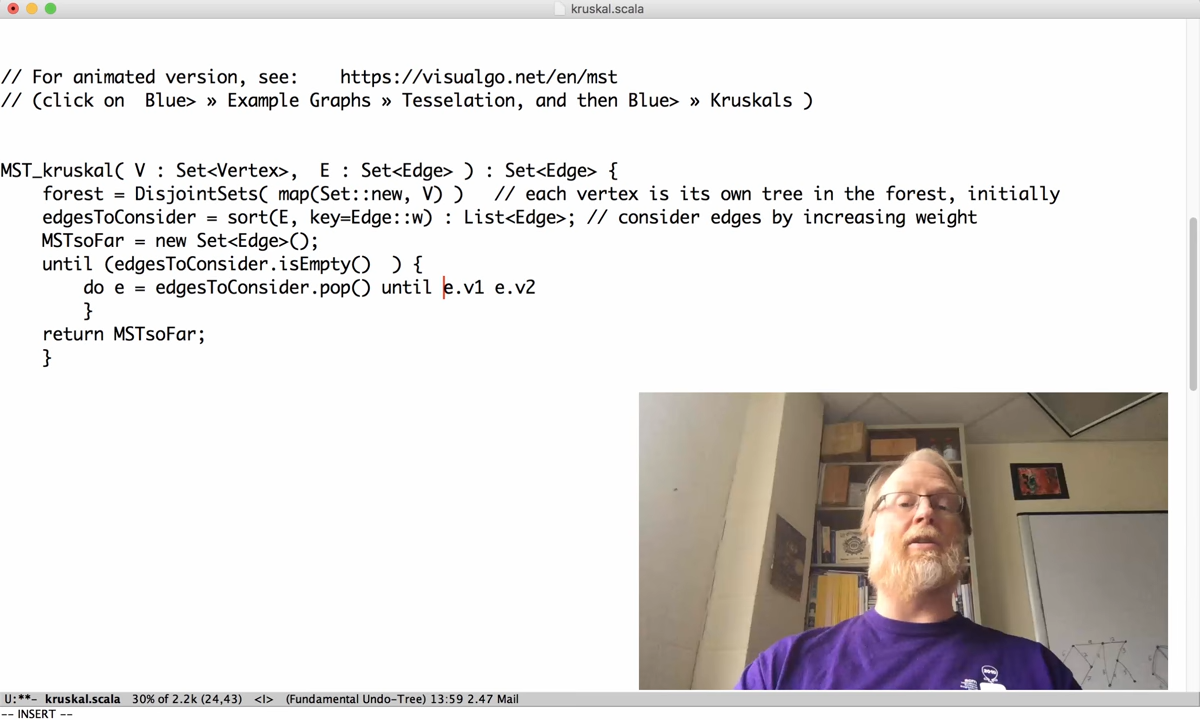 kruskal.scala
// For animated version, see:    https://visualgo.net/en/mst
// (click on  Blue> » Example Graphs » Tesselation, and then Blue> » Kruskals )
MST_kruskal( V : Set<Vertex>,  E : Set<Edge> ) : Set<Edge> {
    forest = DisjointSets( map(Set::new, V) )   // each vertex is its own tree in the forest, initially
    edgesToConsider = sort(E, key=Edge::w) : List<Edge>; // consider edges by increasing weight
    MSTsoFar = new Set<Edge>();
    until (edgesToConsider.isEmpty()  ) {
        do e = edgesToConsider.pop() until e.v1 e.v2
        }
    return MSTsoFar;
    }
U:**-  kruskal.scala   30% of 2.2k (24,43)   <I>   (Fundamental Undo-Tree) 13:59 2.47 Mail
-- INSERT --